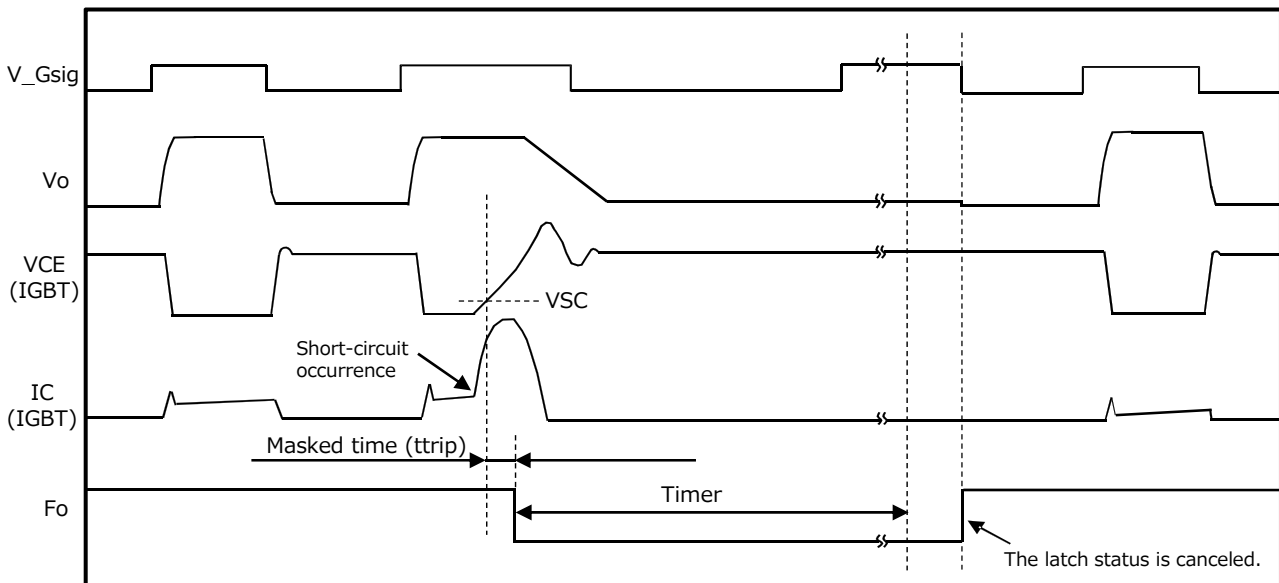 V_Gsig
Vo
VCE
(IGBT)
VSC
Short-circuit
occurrence
IC
(IGBT)
Masked time (ttrip)
Timer
Fo
The latch status is canceled.